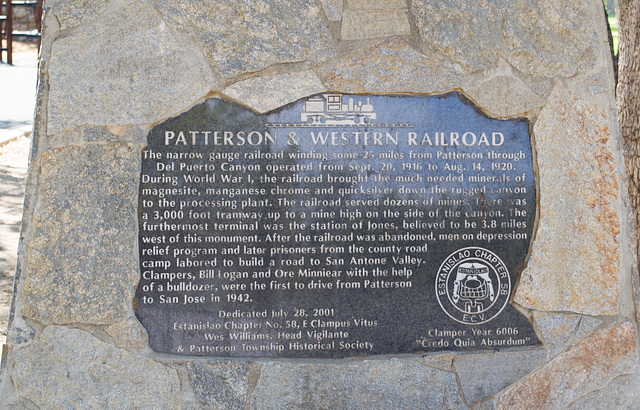 PATTERSON & WESTERN RAILROAD
The narrow gauge railroad winding some 25 miles from Patterson through
Del Puerto Canyon operated from Sept. 20, 1916 to Aug. 14, 1920.
During World War I, the railroad brought the much needed minerals of
magnesite, manganese chrome and quicksilver down the rugged canyon
to the processing plant. The railroad served dozens of mines. There was
a 3,000 foot tramway up to a mine high on the side of the canyon. The
furthermost terminal was the station of Jones, believed to be 3.8 miles
west of this monument. After the railroad was abandoned, men on depression
relief program and later prisoners from the county road
camp labored to build a road to San Antone Valley.
Clampers, Bill Logan and Ore Minniear with the help
of a bulldozer, were the first to drive from Patterson
to San Jose in 1942.
Dedicated July 28, 2001
Estanislao Chapter No. 58, E Clampus Vitus
Wes Williams, Head Vigilante
& Patterson Township Historical Society
ESTANISLAO CHAPTER 58
E.C.V.
Clamper Year 6006
"Credo Quia Absurdum"